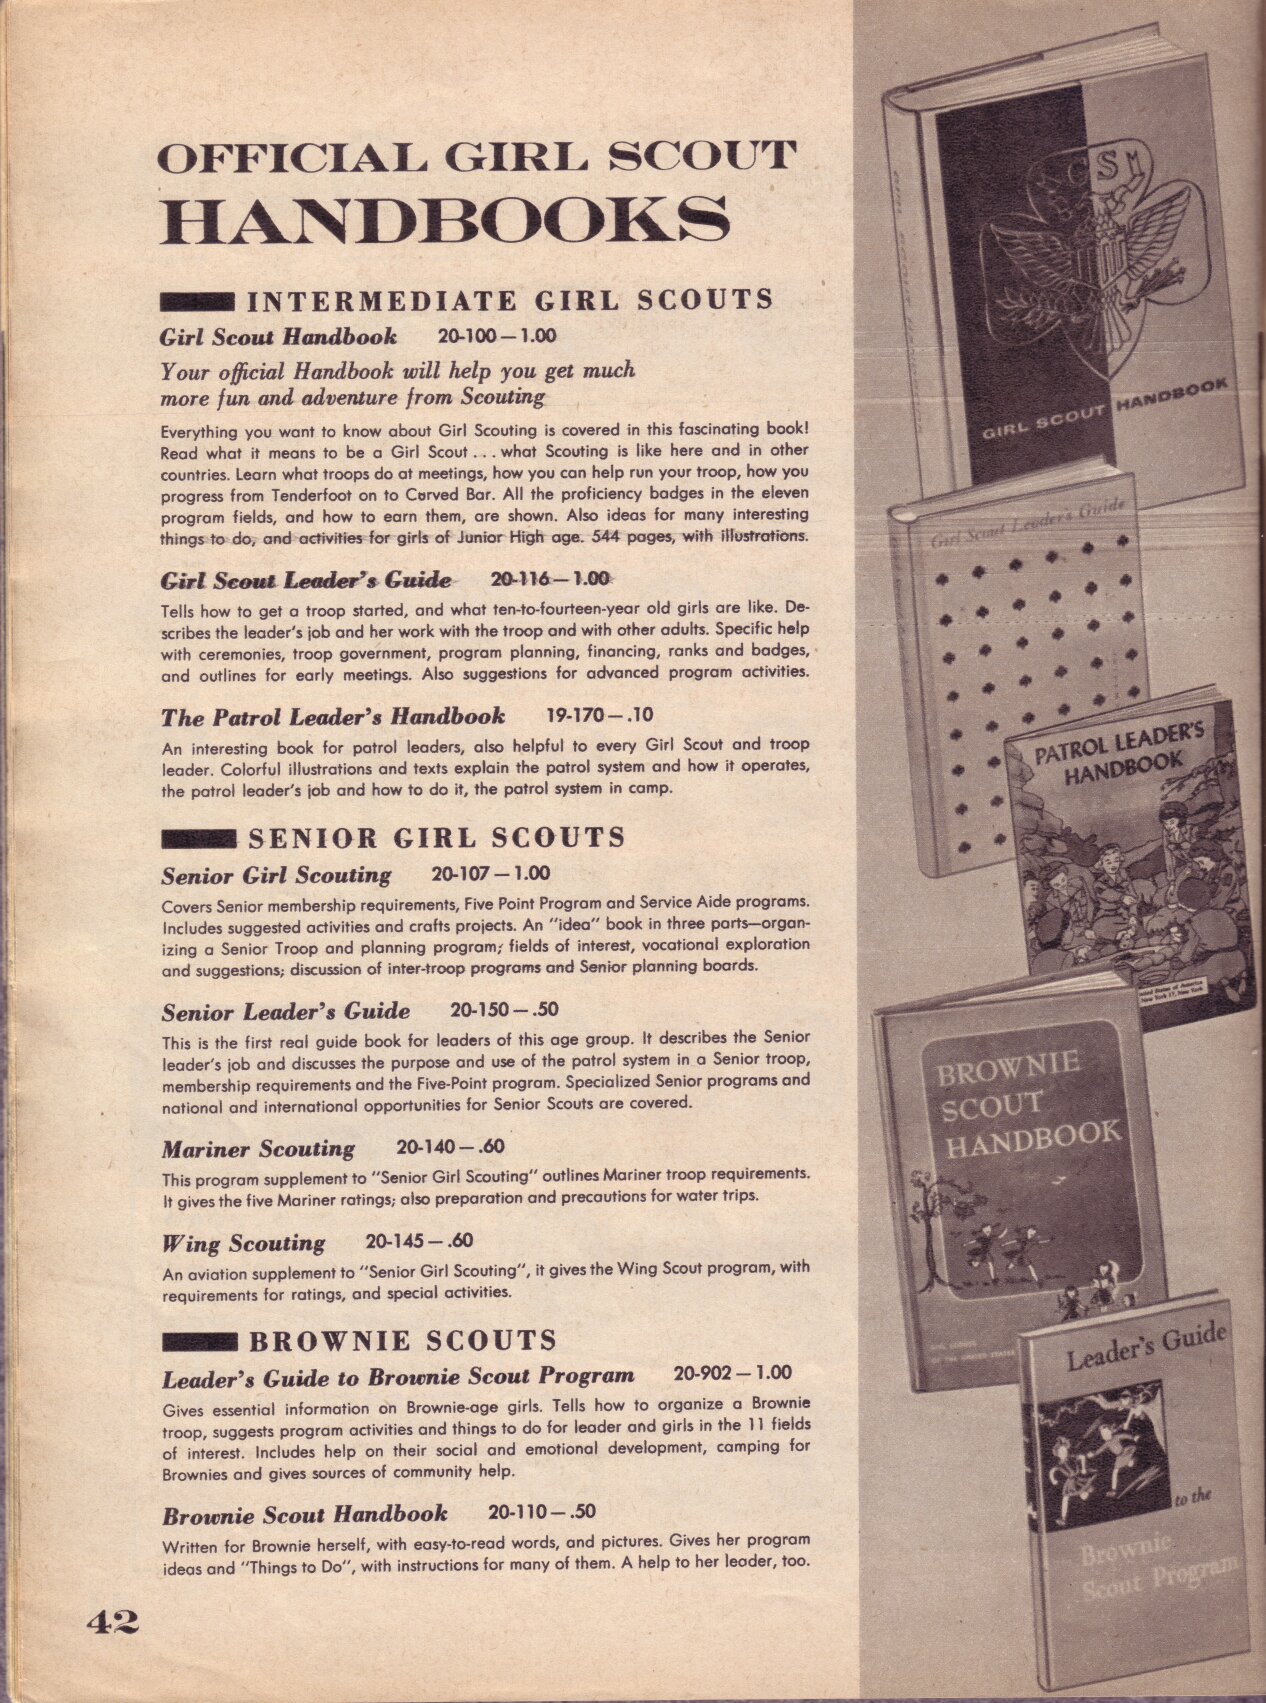 OFFICIAL GIRL SCOUT
HANDBOOKS
INTERMEDIATE GIRL SCOUTS
Girl Scout Handbook 20-100 — 1.00
Your official Handbook will help you get much
more fun and adventure from Scouting
Everything you want to know about Girl Scouting is covered in this fascinating book!
Read what it means to be a Girl Scout . . . what Scouting is like here and in other
countries. Learn what troops do at meetings, how you can help run your troop, how you
progress from Tenderfoot on to Curved Bar. All the proficiency badges in the eleven
program fields, and how to earn them, are shown. Also ideas for many interesting
things to do, and activities for girls of Junior High age. 544 pages, with illustrations.
Girl Scout Leader's Guide 20-116 — 1.00
Tells how to get a troop started, and what ten-to-fourteen-year old girls are like. De-
scribes the leader's job and her work with the troop and with other adults. Specific help
with ceremonies, troop government, program planning, financing, ranks and badges,
and outlines for early meetings. Also suggestions for advanced program activities.
The Patrol Leader's Handbook 19-170 — .10
An interesting book for patrol leaders, also helpful to every Girl Scout and troop
leader. Colorful illustrations and texts explain the patrol system and how it operates,
the patrol leader's job and how to do it, the patrol system in camp.
SENIOR GIRL SCOUTS
Senior Girl Scouting 20-107 — 1.00
Covers Senior membership requirements, Five Point Program and Service Aide programs.
Includes suggested activities and crafts projects. An "idea" book in three parts—organ-
izing a Senior Troop and planning program; fields of interest, vocational exploration
and suggestions; discussion of inter-troop programs and Senior planning boards.
Senior Leader's Guide 20-150 — .50
This is the first real guide book for leaders of this age group. It describes the Senior
leader's job and discusses the purpose and use of the patrol system in a Senior troop,
membership requirements and the Five-Point program. Specialized Senior programs and
national and international opportunities for Senior Scouts are covered.
Mariner Scouting 20-140 — .60
This program supplement to "Senior Girl Scouting" outlines Mariner troop requirements.
It gives the five Mariner ratings; also preparation and precautions for water trips.
Wing Scouting 20-145 — .60
An aviation supplement to "Senior Girl Scouting", it gives the Wing Scout program, with
requirements for ratings, and special activities.
BROWNIE SCOUTS
Leader's Guide to Brownie Scout Program 20-902 — 1.00
Gives essential information on Brownie-age girls. Tells how to organize a Brownie
troop, suggests program activities and things to do for leader and girls in the 11 fields
of interest. Includes help on their social and emotional development, camping for
Brownies and gives sources of community help.
Brownie Scout Handbook 20-110 — .50
Written for Brownie herself, with easy-to-read words, and pictures. Gives her program
ideas and "Things to Do", with instructions for many of them. A help to her leader, too.
42
GS
GIRL SCOUT HANDBOOK
Girl Scout Leader's Guide
PATROL LEADER'S
HANDBOOK
States of America
New York 17, New York
BROWNIE
SCOUT
HANDBOOK
Leader's Guide
to the
Brownie
Scout Program